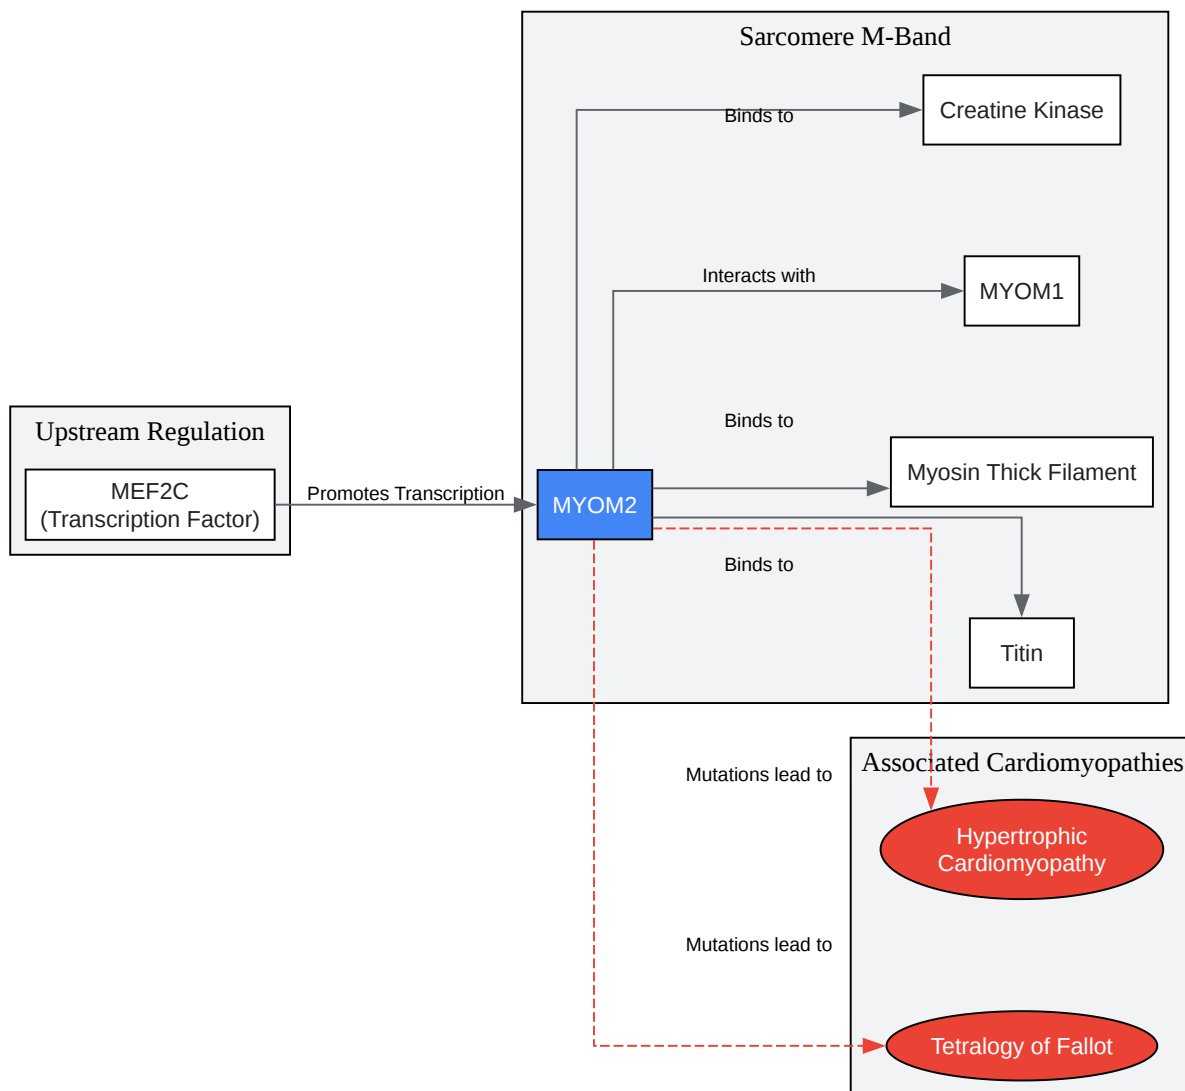 Sarcomere M-Band
Creatine Kinase
Binds to
Interacts with
MYOM1
Binds to
Upstream Regulation
Myosin Thick Filament
MEF2C
(Transcription Factor)
Promotes Transcription
MYOM2
Binds to
Titin
Associated Cardiomyopathies
Mutations lead to
Hypertrophic
Cardiomyopathy
Mutations lead to
Tetralogy of Fallot